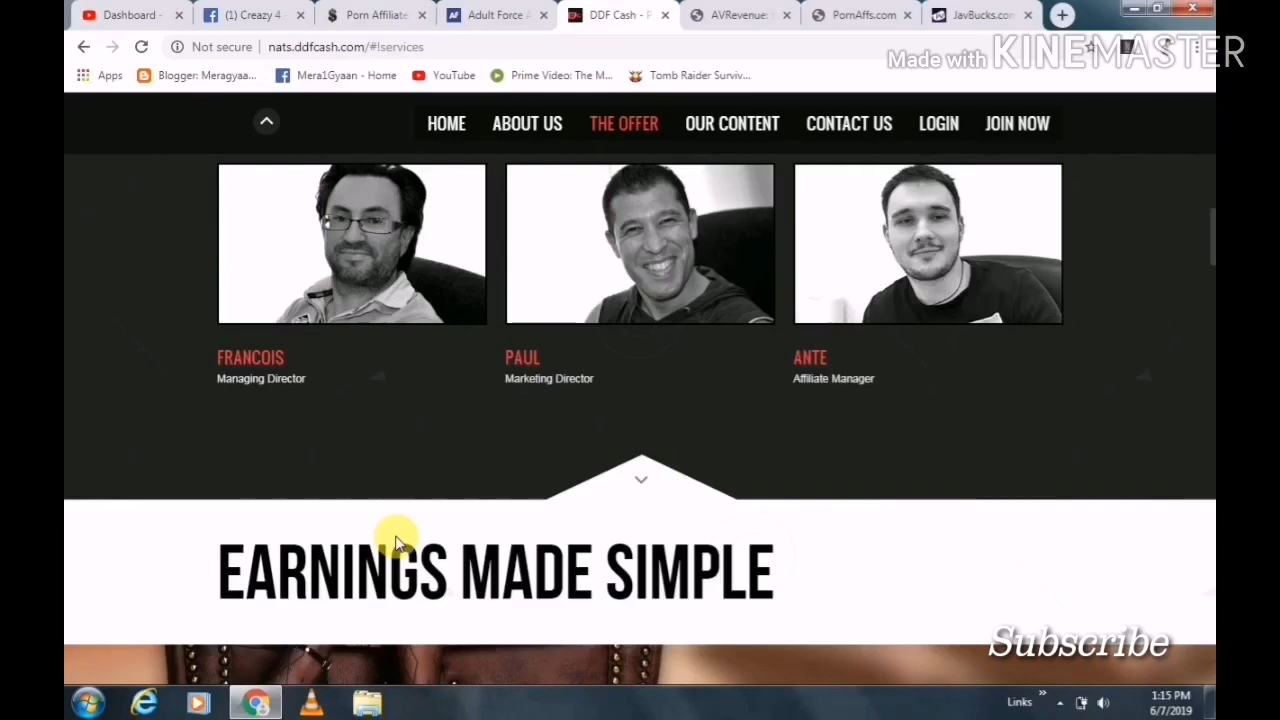 Dashboard -
(1) Creazy 4 -
Porn Affiliate
Adult Force A
DDF Cash - P
AVRevenue:
PornAffs.com
JavBucks.com
Not secure
nats.ddfcash.com/#!services
Made with KINEMASTER
Apps
Blogger: Meragyaa...
Mera1Gyaan - Home
YouTube
Prime Video: The M...
Tomb Raider Surviv...
HOME
ABOUT US
THE OFFER
OUR CONTENT
CONTACT US
LOGIN
JOIN NOW
FRANCOIS
Managing Director
PAUL
Marketing Director
ANTE
Affiliate Manager
EARNINGS MADE SIMPLE
Subscribe
Links
1:15 PM
6/7/2019